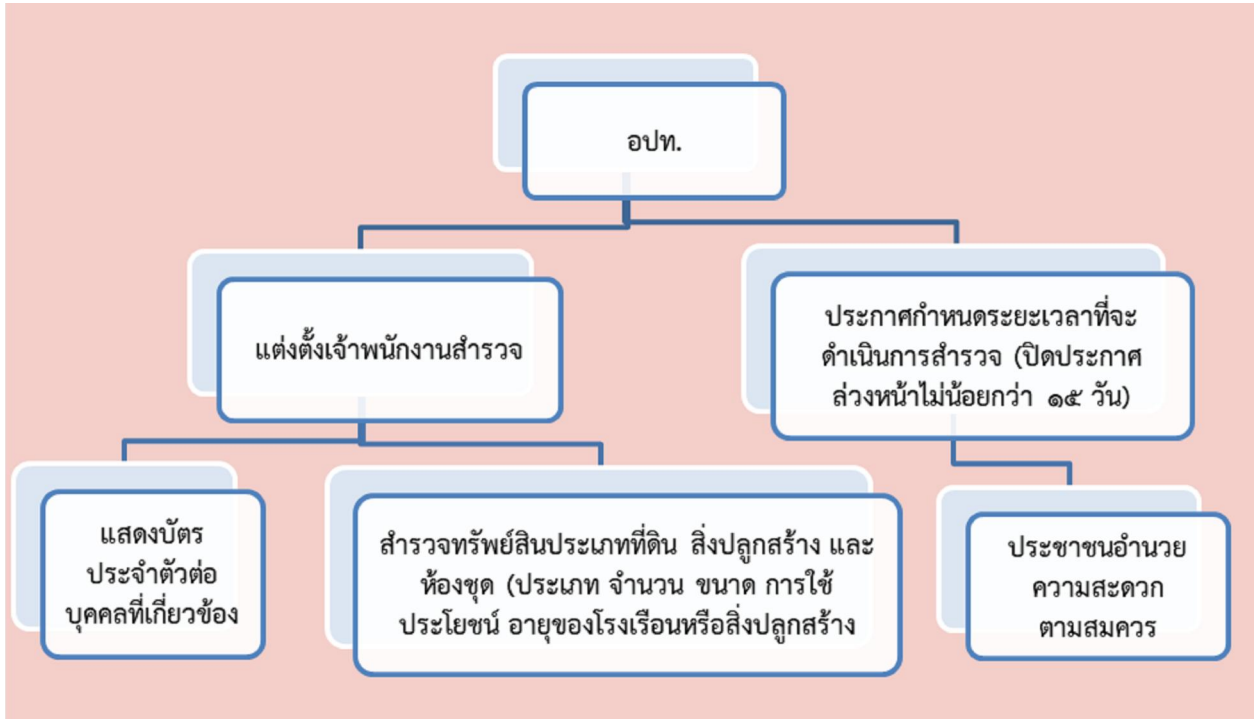 อปท.
แต่งตั้งเจ้าพนักงานสำรวจ
ประกาศกำหนดระยะเวลาที่จะ
ดำเนินการสำรวจ (ปิดประกาศ
ล่วงหน้าไม่น้อยกว่า ๑๕ วัน)
แสดงบัตร
ประจำตัวต่อ
บุคคลที่เกี่ยวข้อง
สำรวจทรัพย์สินประเภทที่ดิน สิ่งปลูกสร้าง และ
ห้องชุด (ประเภท จำนวน ขนาด การใช้
ประโยชน์ อายุของโรงเรือนหรือสิ่งปลูกสร้าง
ประชาชนอำนวย
ความสะดวก
ตามสมควร